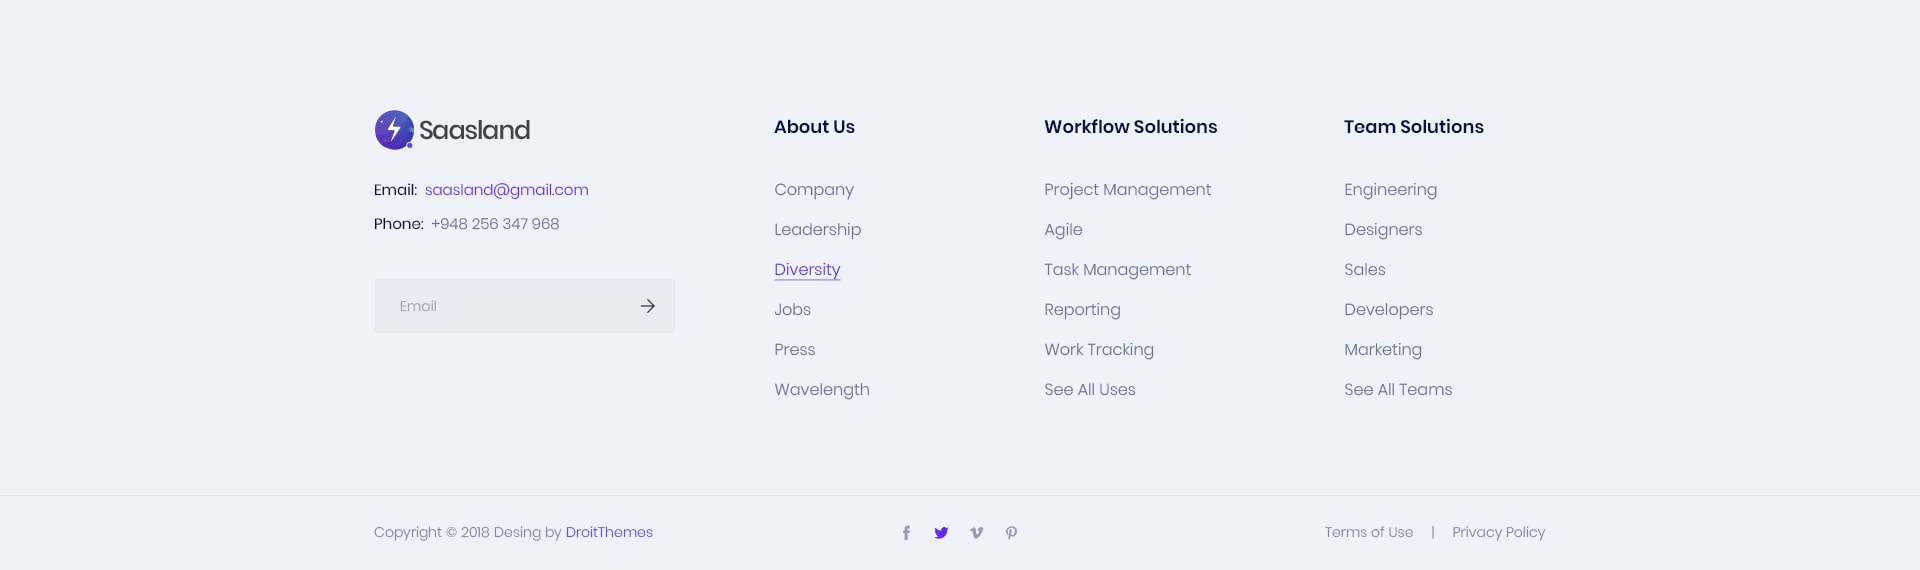 Saasland
Email: saasland@gmail.com
Phone: +948 256 347 968
Email
About Us
Company
Leadership
Diversity
Jobs
Press
Wavelength
Workflow Solutions
Project Management
Agile
Task Management
Reporting
Work Tracking
See All Uses
Team Solutions
Engineering
Designers
Sales
Developers
Marketing
See All Teams
Copyright © 2018 Desing by DroitThemes
Terms of Use | Privacy Policy